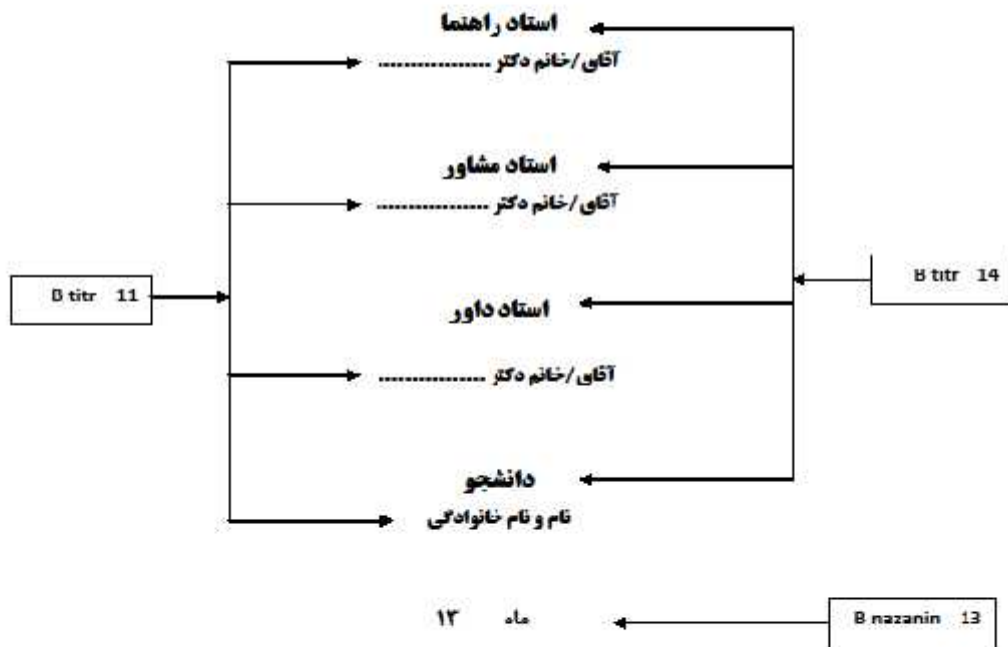 استاد راهنما
آقای/خانم دکتر .................
استاد مشاور
آقای/خانم دکتر .................
B titr 14
B titr 11
استاد داور
آقای/خانم دکتر .................
دانشجو
نام و نام خانوادگی
ماه ۱۳
B nazanin 13